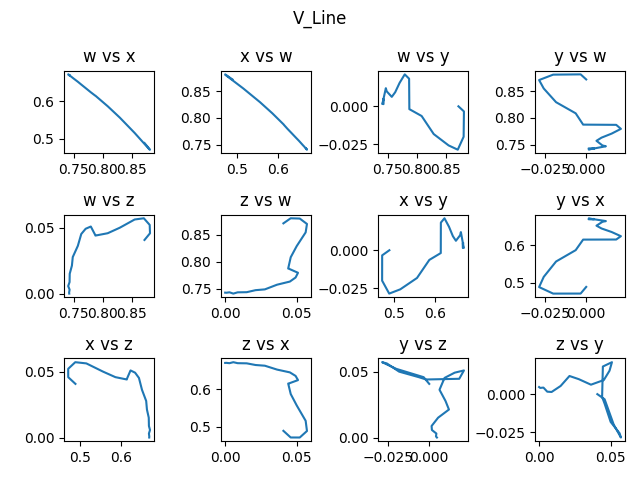 V_Line
w vs x
x vs w
w vs y
y vs w
0.6
0.5
0.75 0.80 0.85
0.85
0.80
0.75
0.5 0.6
0.000
−0.025
0.75 0.80 0.85
0.85
0.80
0.75
−0.025 0.000
w vs z
z vs w
x vs y
y vs x
0.05
0.00
0.75 0.80 0.85
0.85
0.80
0.75
0.00 0.05
0.000
−0.025
0.5 0.6
0.6
0.5
−0.025 0.000
x vs z
z vs x
y vs z
z vs y
0.05
0.00
0.5 0.6
0.6
0.5
0.00 0.05
0.05
0.00
−0.025 0.000
0.000
−0.025
0.00 0.05